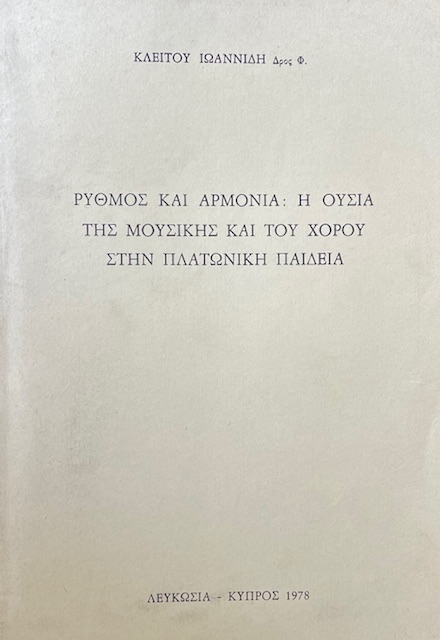 ΚΛΕΙΤΟΥ ΙΩΑΝΝΙΔΗ Δρος Φ.
ΡΥΘΜΟΣ ΚΑΙ ΑΡΜΟΝΙΑ: Η ΟΥΣΙΑ
ΤΗΣ ΜΟΥΣΙΚΗΣ ΚΑΙ ΤΟΥ ΧΟΡΟΥ
ΣΤΗΝ ΠΛΑΤΩΝΙΚΗ ΠΑΙΔΕΙΑ
ΛΕΥΚΩΣΙΑ - ΚΥΠΡΟΣ 1978